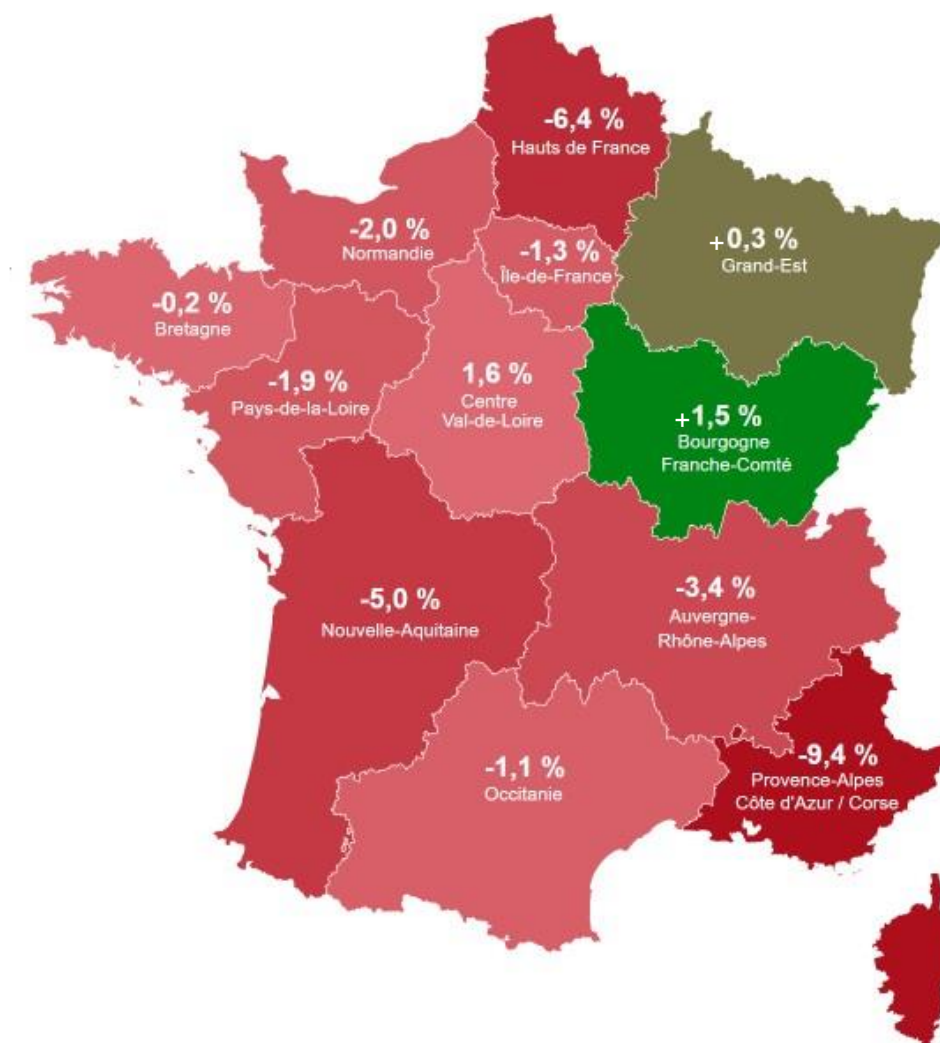 -6,4 %
Hauts de France
+0,3 %
Grand-Est
-2,0 %
Normandie
-1,3 %
Île-de-France
-0,2 %
Bretagne
-1,9 %
Pays-de-la-Loire
1,6 %
Centre
Val-de-Loire
+1,5 %
Bourgogne
Franche-Comté
-5,0 %
Nouvelle-Aquitaine
-3,4 %
Auvergne-
Rhône-Alpes
-1,1 %
Occitanie
-9,4 %
Provence-Alpes
Côte d'Azur / Corse